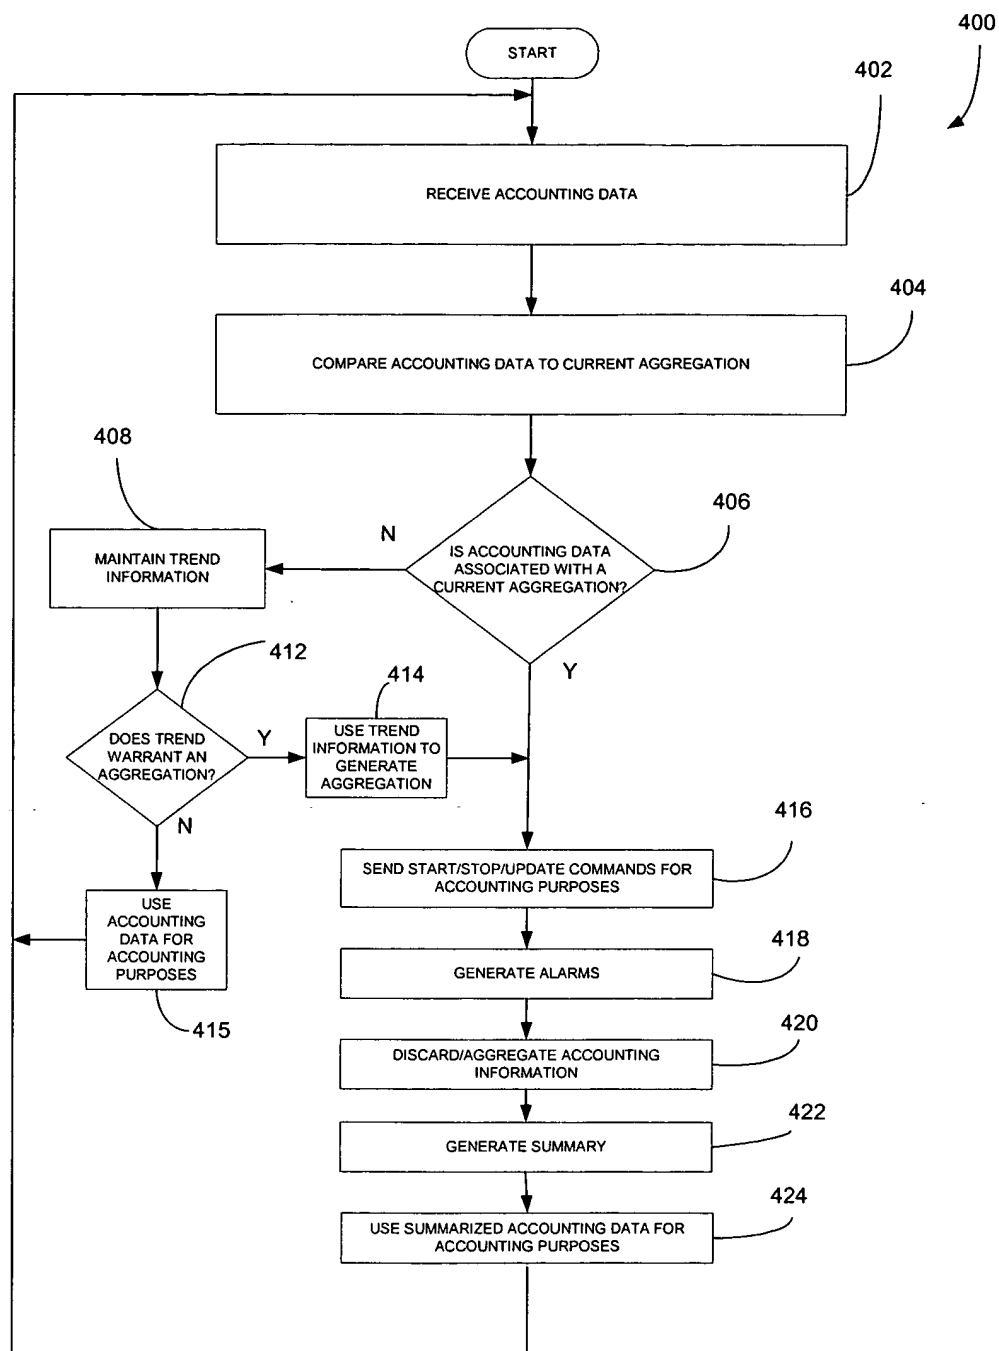 400
START
402
RECEIVE ACCOUNTING DATA
404
COMPARE ACCOUNTING DATA TO CURRENT AGGREGATION
408
406
N
IS ACCOUNTING DATA
ASSOCIATED WITH A
CURRENT AGGREGATION?
MAINTAIN TREND
INFORMATION
412
Y
414
DOES TREND
WARRANT AN
AGGREGATION?
Y
USE TREND
INFORMATION TO
GENERATE
AGGREGATION
N
416
SEND START/STOP/UPDATE COMMANDS FOR
ACCOUNTING PURPOSES
USE
ACCOUNTING
DATA FOR
ACCOUNTING
PURPOSES
415
418
GENERATE ALARMS
420
DISCARD/AGGREGATE ACCOUNTING
INFORMATION
422
GENERATE SUMMARY
424
USE SUMMARIZED ACCOUNTING DATA FOR
ACCOUNTING PURPOSES